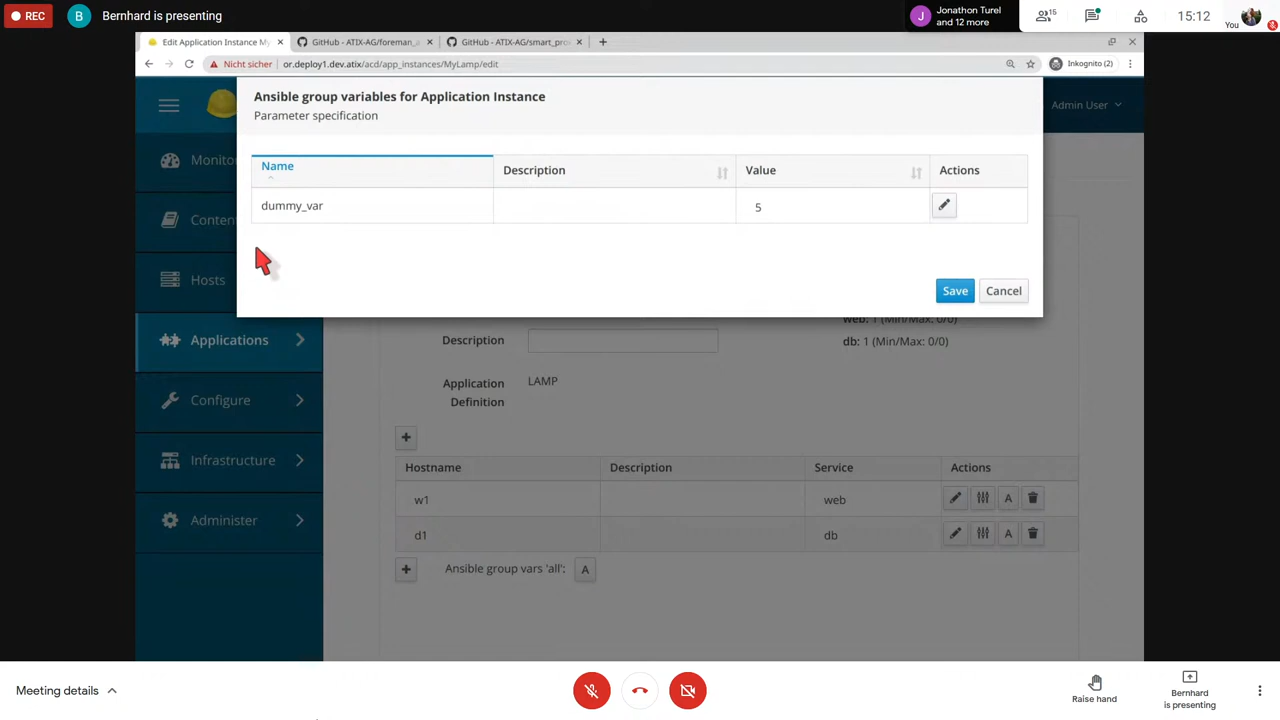 REC
B
Bernhard is presenting
J
Jonathon Turel
and 12 more
15
15:12
You
Edit Application Instance My
GitHub - ATIX-AG/foreman_a
GitHub - ATIX-AG/smart_pro
Nicht sicher
or.deploy1.dev.atix/acd/app_instances/MyLamp/edit
Inkognito (2)
Ansible group variables for Application Instance
Parameter specification
Name
Description
Value
Actions
dummy_var
5
Save
Cancel
Admin User
Monito
Conten
Hosts
Applications
Configure
Infrastructure
Administer
web: 1 (Min/Max: 0/0)
Description
db: 1 (Min/Max: 0/0)
Application
Definition
LAMP
Hostname
Description
Service
Actions
w1
web
A
d1
db
A
Ansible group vars 'all':
A
Meeting details
Raise hand
Bernhard
is presenting